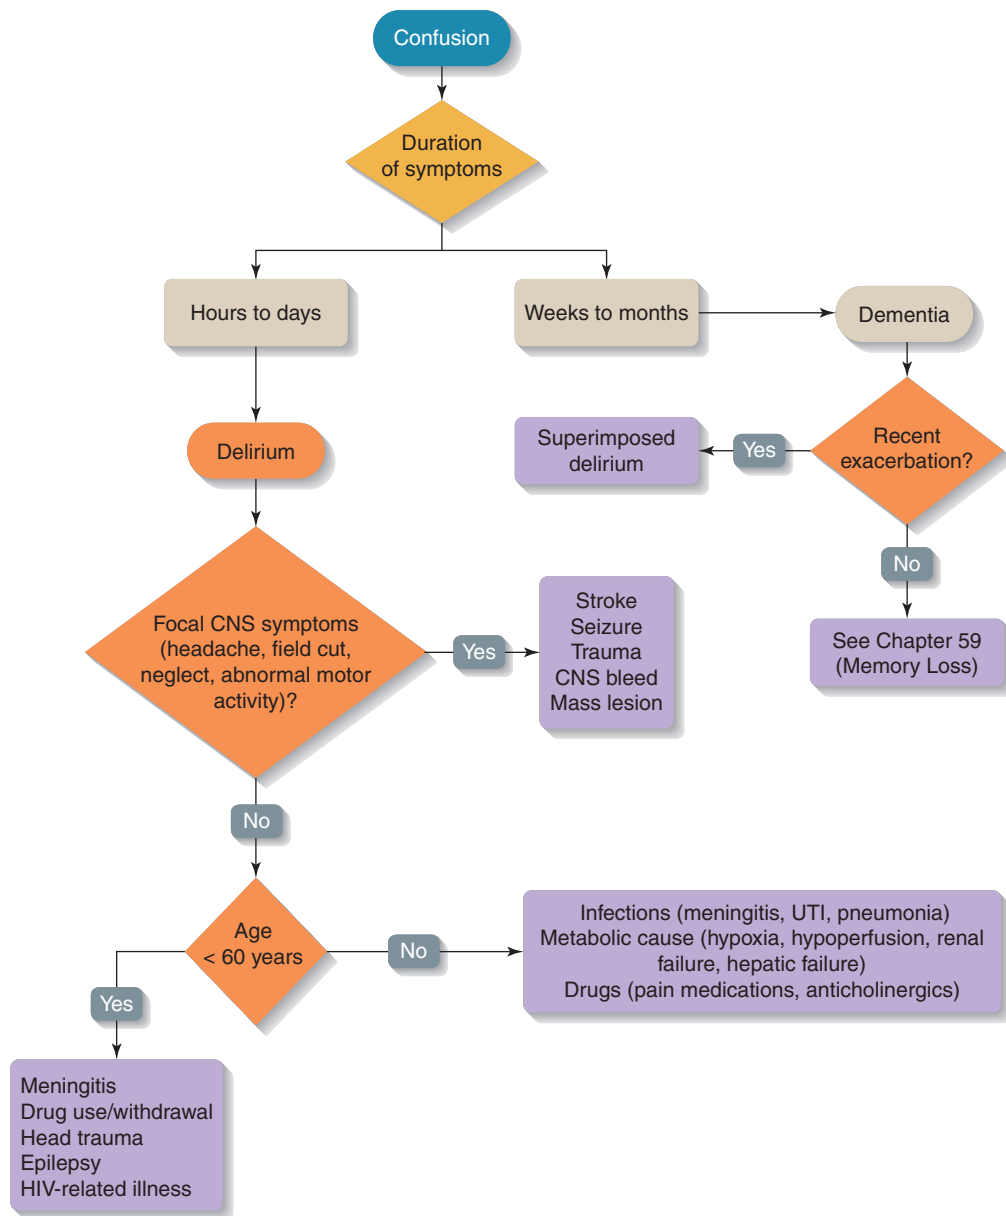 Confusion
Duration
of symptoms
Hours to days
Weeks to months
Dementia
Delirium
Superimposed
delirium
Yes
Recent
exacerbation?
No
See Chapter 59
(Memory Loss)
Focal CNS symptoms
(headache, field cut,
neglect, abnormal motor
activity)?
Yes
Stroke
Seizure
Trauma
CNS bleed
Mass lesion
No
Age
< 60 years
No
Infections (meningitis, UTI, pneumonia)
Metabolic cause (hypoxia, hypoperfusion, renal
failure, hepatic failure)
Drugs (pain medications, anticholinergics)
Yes
Meningitis
Drug use/withdrawal
Head trauma
Epilepsy
HIV-related illness